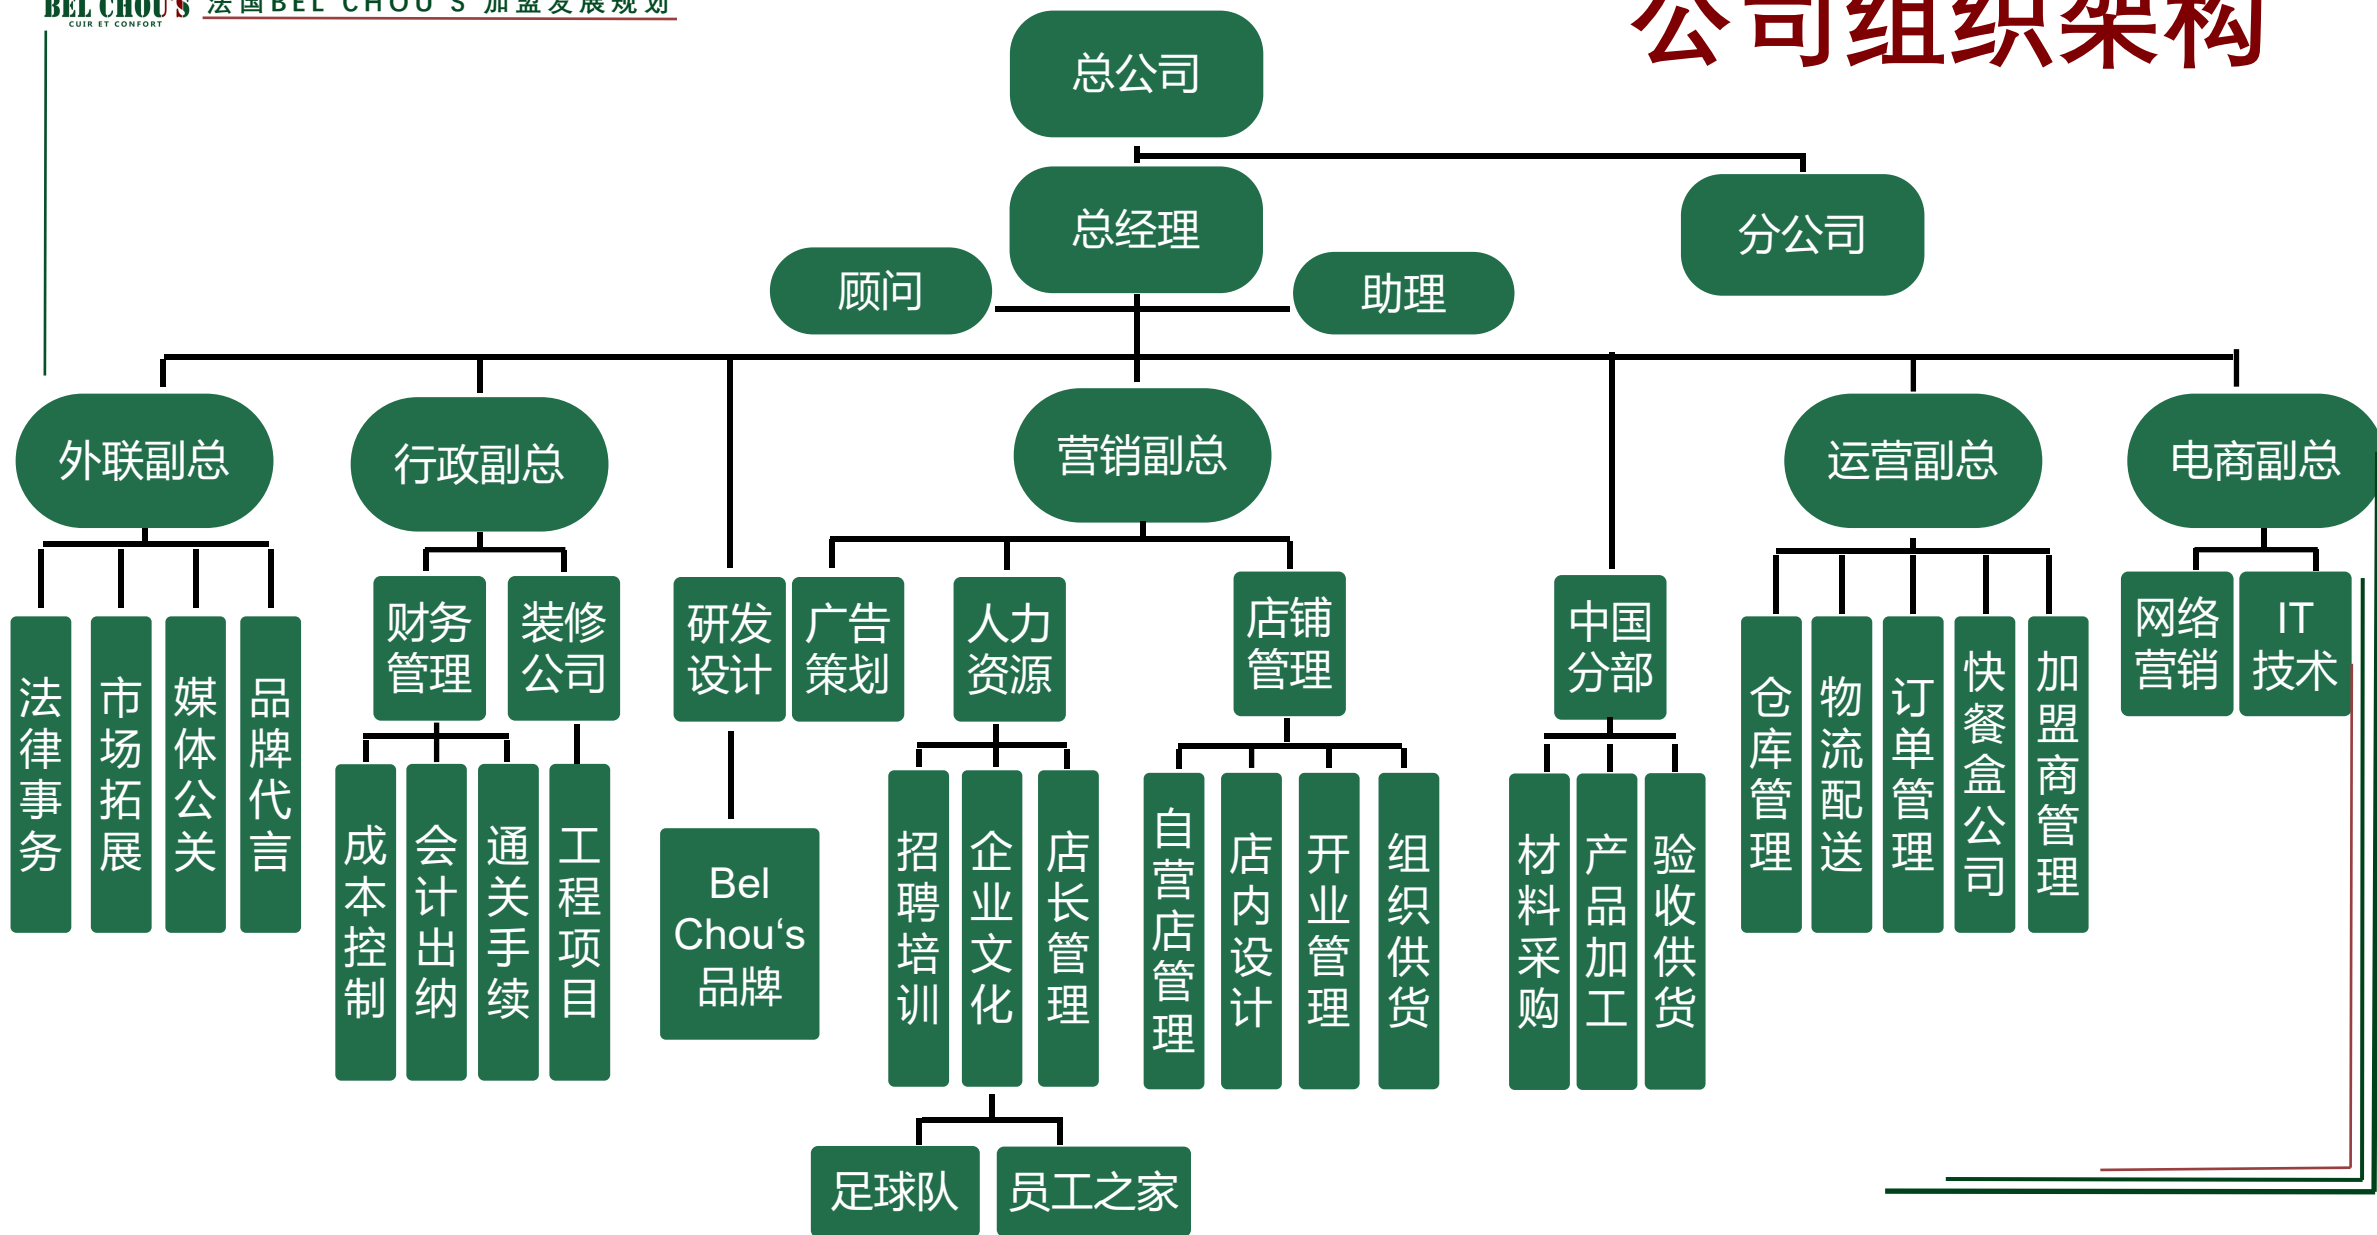 BEL CHOU'S
CUIR ET CONFORT
法国BEL CHOU'S 加盟发展规划
公司组织架构
总公司
总经理
分公司
顾问
助理
外联副总
行政副总
营销副总
运营副总
电商副总
法律事务
市场拓展
媒体公关
品牌代言
财务
管理
装修
公司
成本控制
会计出纳
通关手续
工程项目
研发
设计
Bel
Chou‘s
品牌
广告
策划
人力
资源
店铺
管理
招聘培训
企业文化
店长管理
足球队
员工之家
自营店管理
店内设计
开业管理
组织供货
中国
分部
材料采购
产品加工
验收供货
仓库管理
物流配送
订单管理
快餐盒公司
加盟商管理
网络
营销
IT
技术